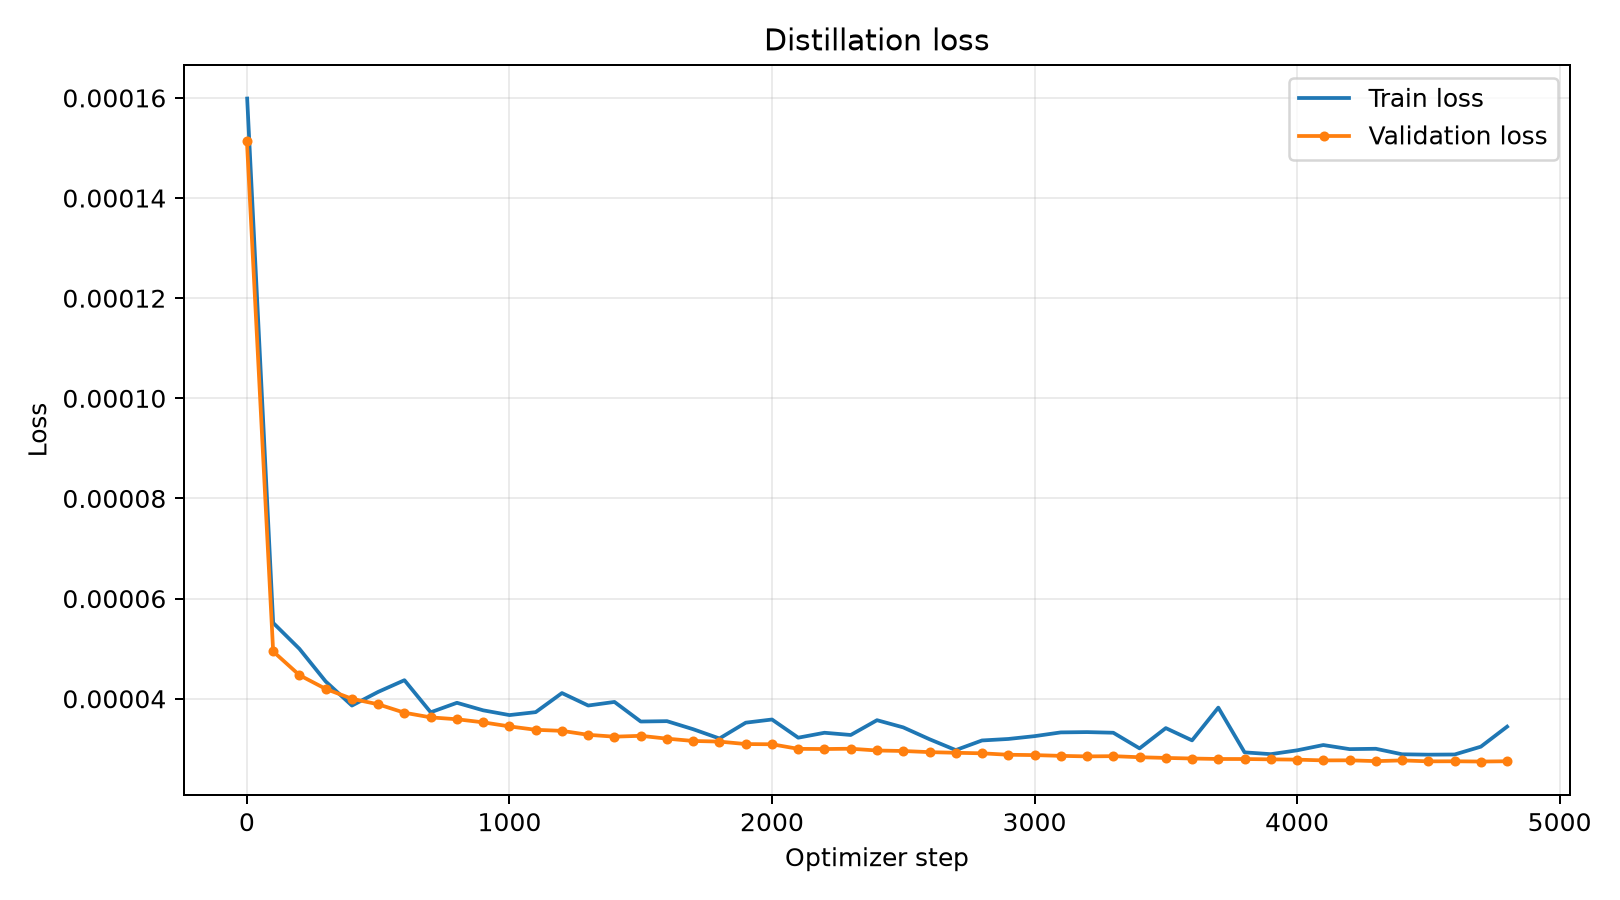 Distillation loss
Train loss
Validation loss
0.00016
0.00014
0.00012
0.00010
0.00008
0.00006
0.00004
Loss
0
1000
2000
3000
4000
5000
Optimizer step